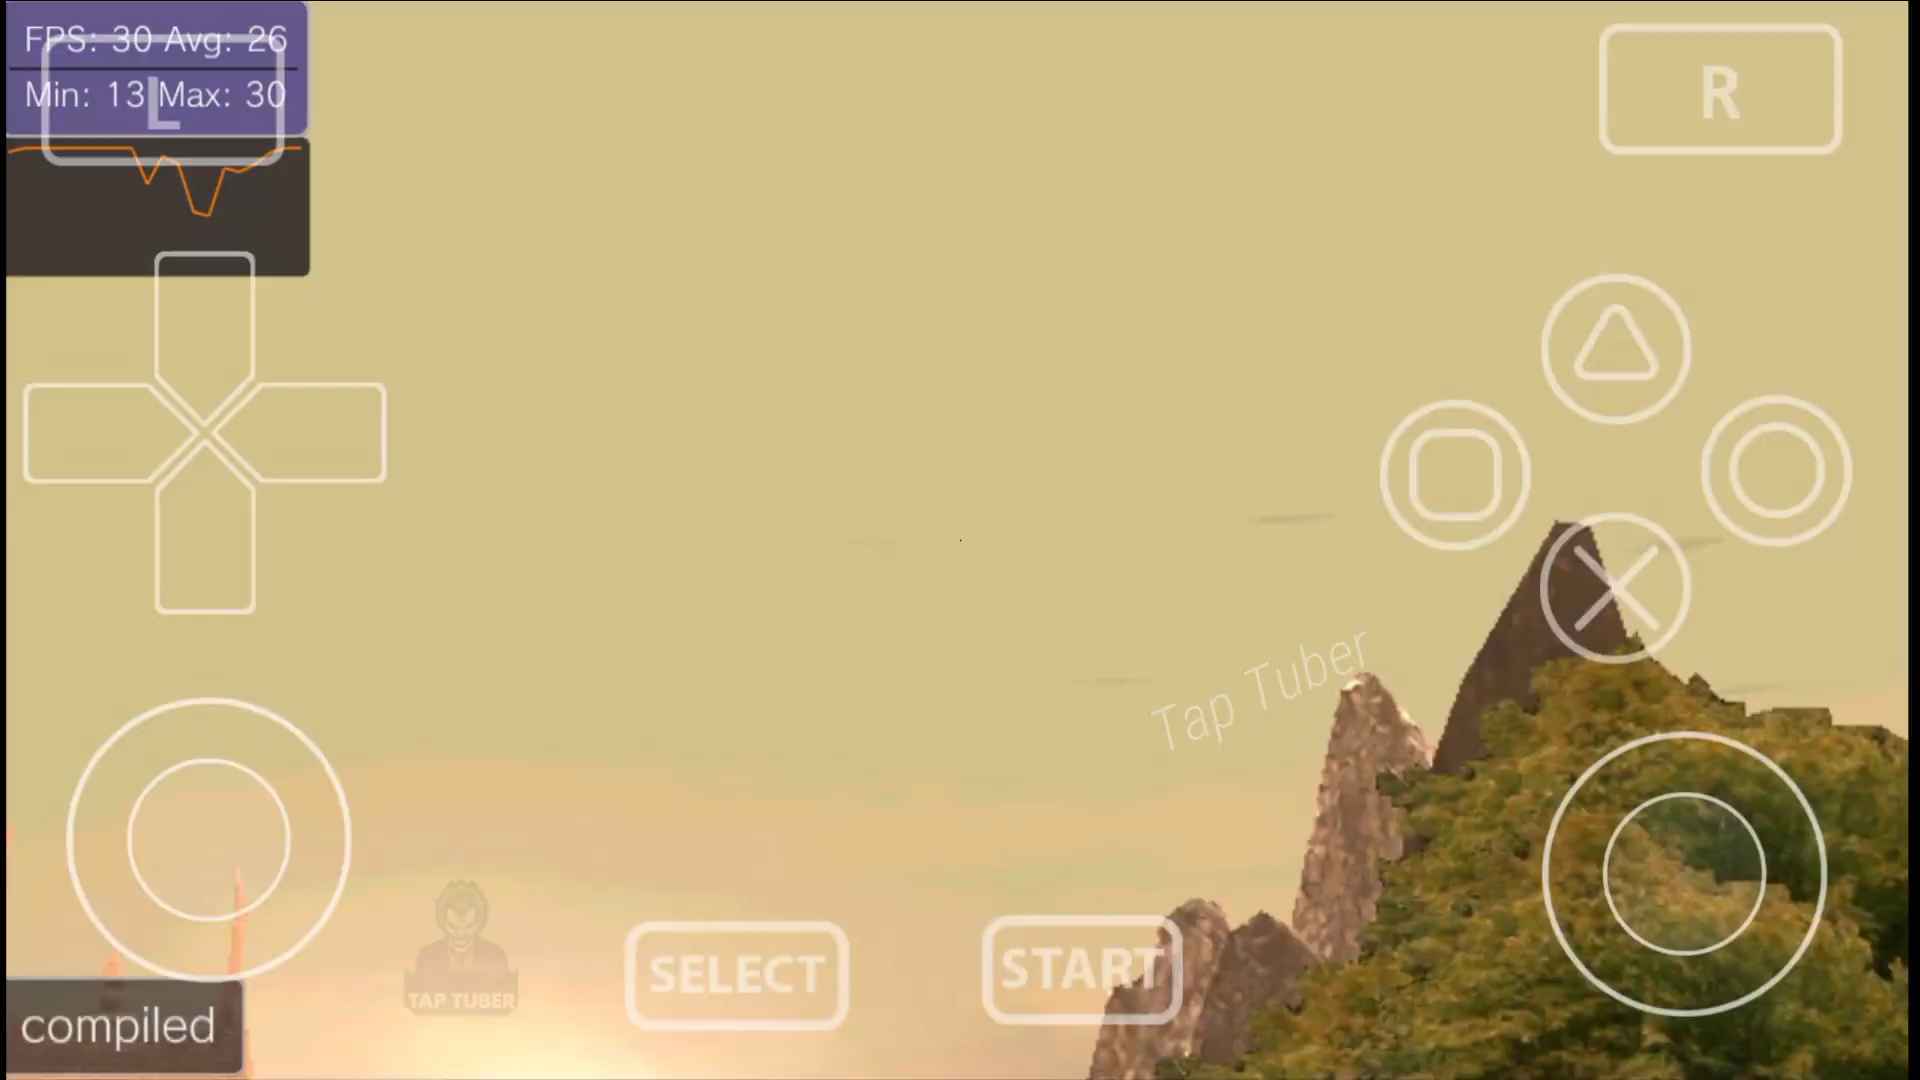 FPS: 30 Avg: 26
Min: 13 Max: 30
L
R
Tap Tuber
TAP TUBER
SELECT
START
compiled